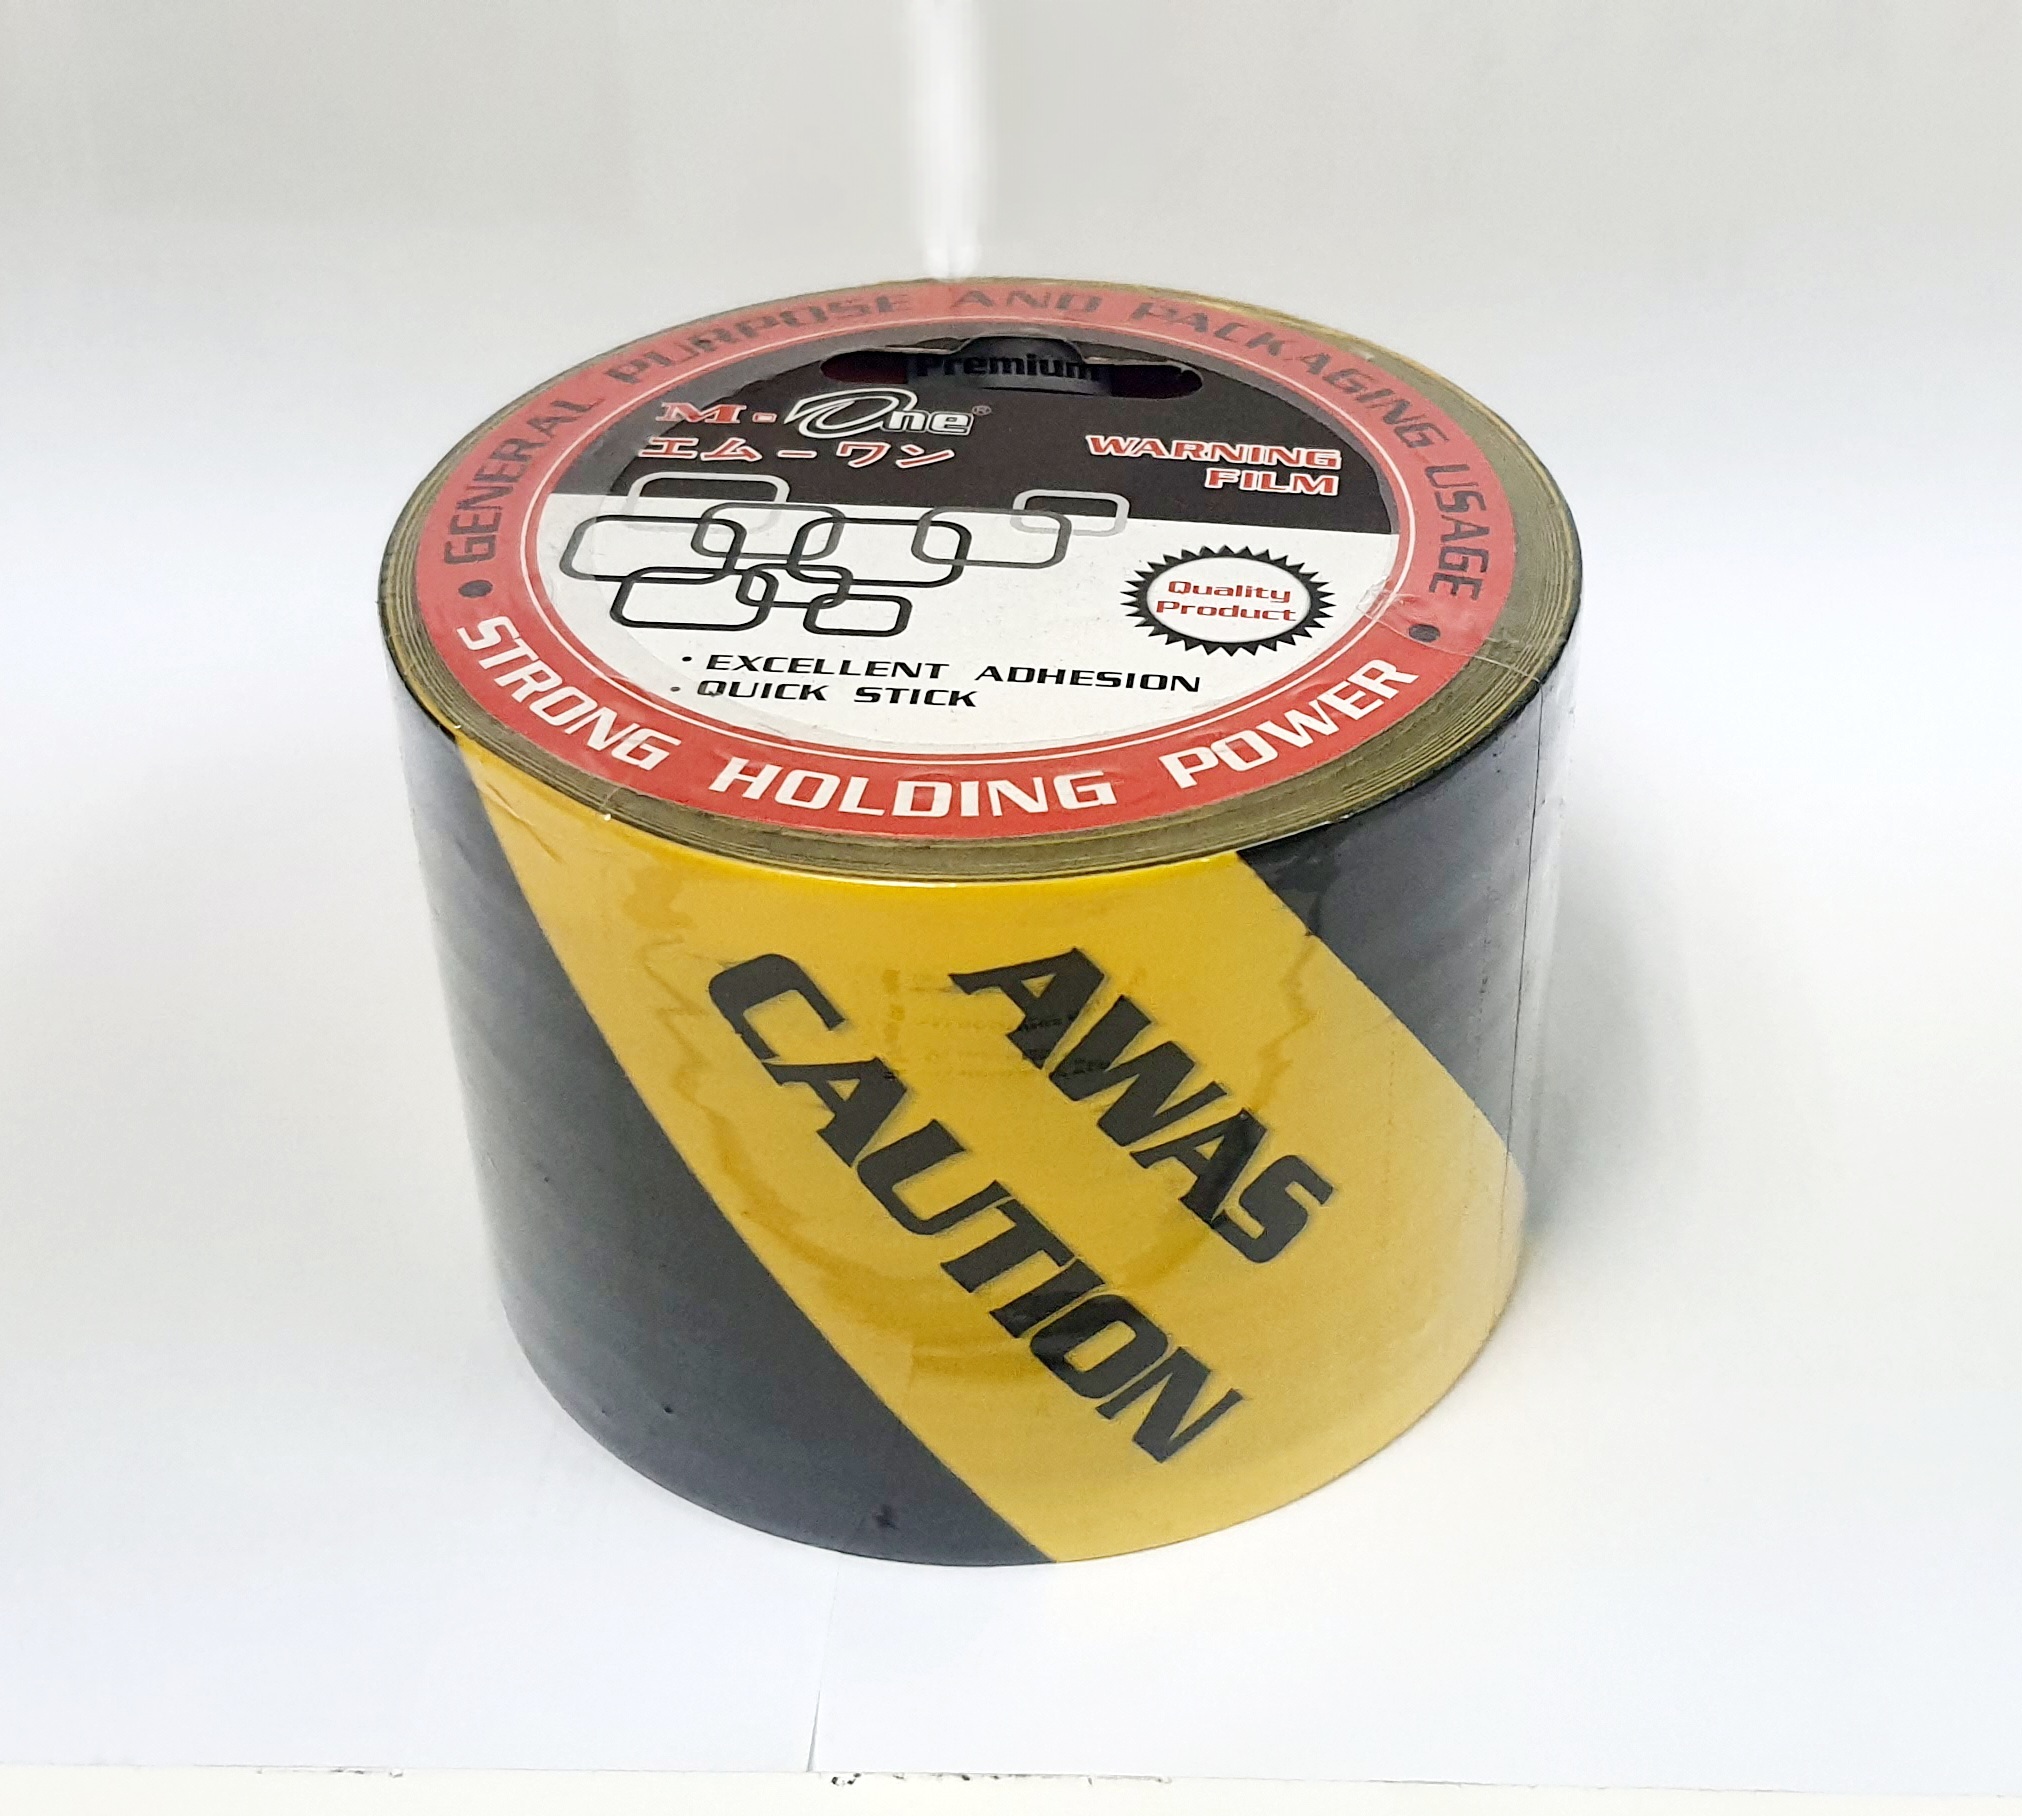 GENERAL PURPOSE AND PACKAGING USAGE
Premium
M-One®
エムーワン
WARNING
FILM
Quality
Product
• EXCELLENT ADHESION
• QUICK STICK
STRONG HOLDING POWER
AWAS
CAUTION